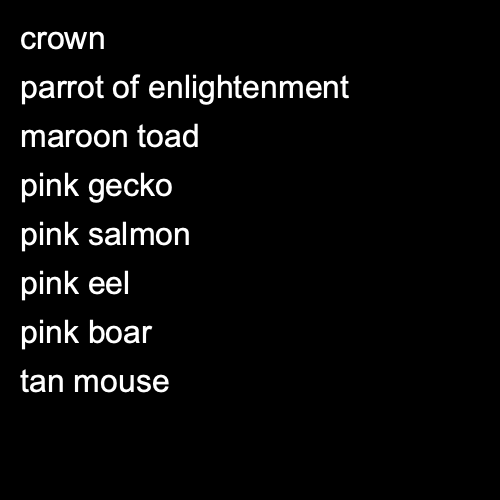 crown
parrot of enlightenment
maroon toad
pink gecko
pink salmon
pink eel
pink boar
tan mouse